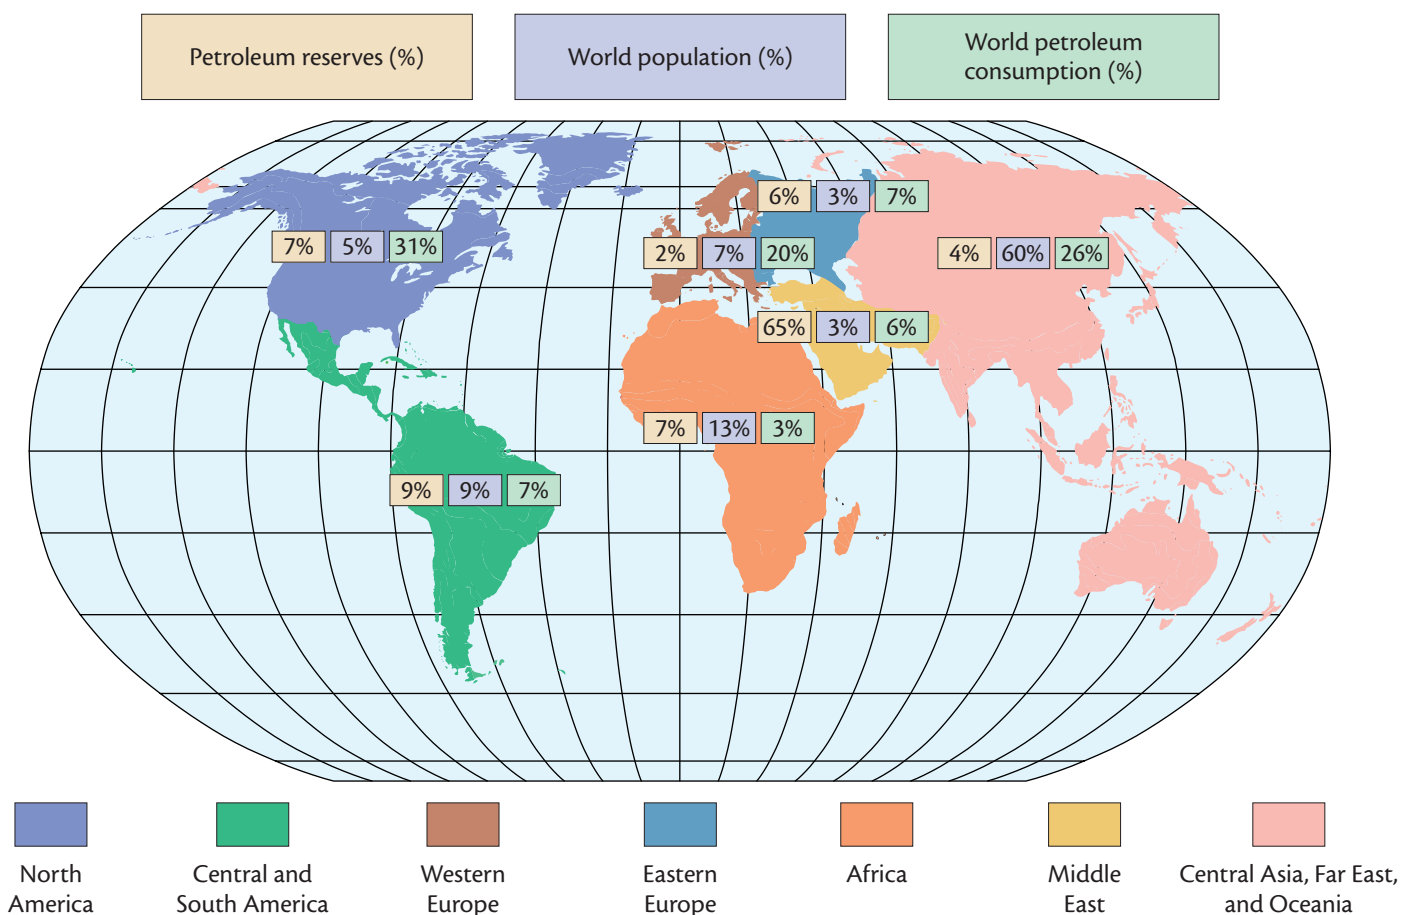 Petroleum reserves (%)
World population (%)
World petroleum
consumption (%)
6% 3% 7%
7% 5% 31%
2% 7% 20%
4% 60% 26%
65% 3% 6%
7% 13% 3%
9% 9% 7%
North
America
Central and
South America
Western
Europe
Eastern
Europe
Africa
Middle
East
Central Asia, Far East,
and Oceania